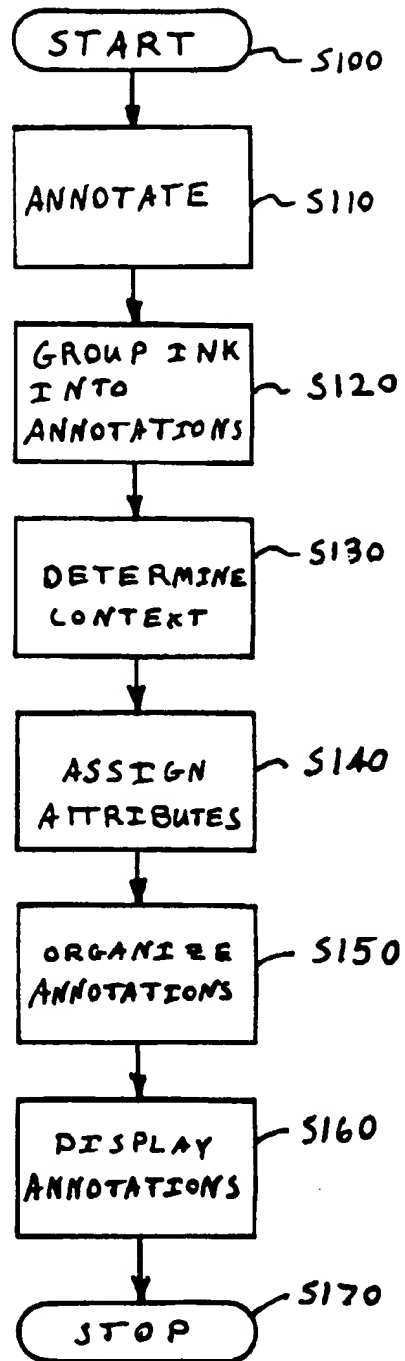 START
S100
ANNOTATE
S110
GROUP INK
INTO
ANNOTATIONS
S120
DETERMINE
CONTEXT
S130
ASSIGN
ATTRIBUTES
S140
ORGANIZE
ANNOTATIONS
S150
DISPLAY
ANNOTATIONS
S160
STOP
S170